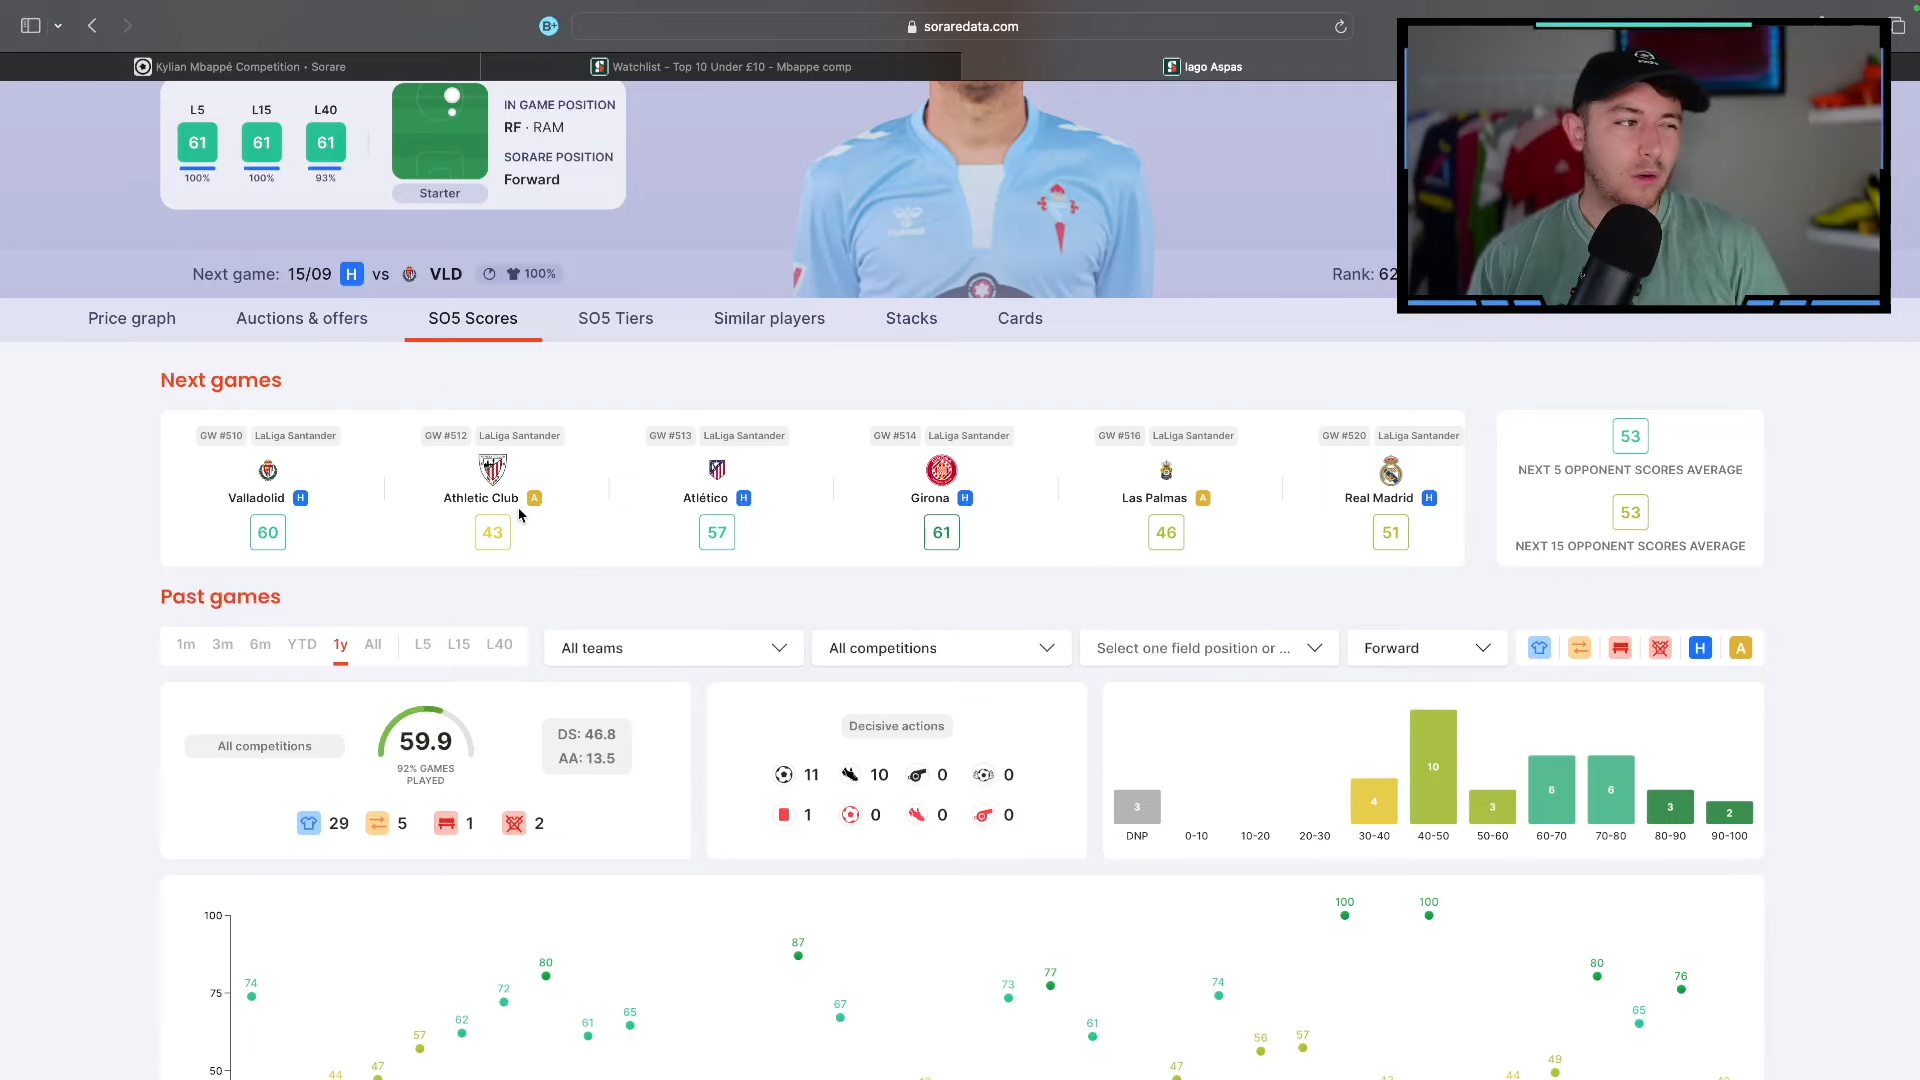 soraredata.com
Kylian Mbappé Competition • Sorare
Watchlist - Top 10 Under £10 - Mbappe comp
Iago Aspas
L5 L15 L40
61 61 61
100% 100% 93%
Starter
IN GAME POSITION
RF · RAM
SORARE POSITION
Forward
Next game: 15/09 H vs VLD 100%
Rank: 62
Price graph Auctions & offers SO5 Scores SO5 Tiers Similar players Stacks Cards
Next games
GW #510 LaLiga Santander GW #512 LaLiga Santander GW #513 LaLiga Santander GW #514 LaLiga Santander GW #516 LaLiga Santander GW #520 LaLiga Santander
Valladolid H Athletic Club A Atlético H Girona H Las Palmas A Real Madrid H
60 43 57 61 46 51
53
NEXT 5 OPPONENT SCORES AVERAGE
53
NEXT 15 OPPONENT SCORES AVERAGE
Past games
1m 3m 6m YTD 1y All L5 L15 L40 All teams All competitions Select one field position or ... Forward H A
All competitions
59.9
92% GAMES
PLAYED
DS: 46.8
AA: 13.5
29 5 1 2
Decisive actions
11 10 0 0
1 0 0 0
3 4 10 3 6 6 3 2
DNP 0-10 10-20 20-30 30-40 40-50 50-60 60-70 70-80 80-90 90-100
100 75 50
74 44 47 57 62 72 80 61 65 87 67 73 77 61 47 74 56 57 100 100 44 49 80 65 76